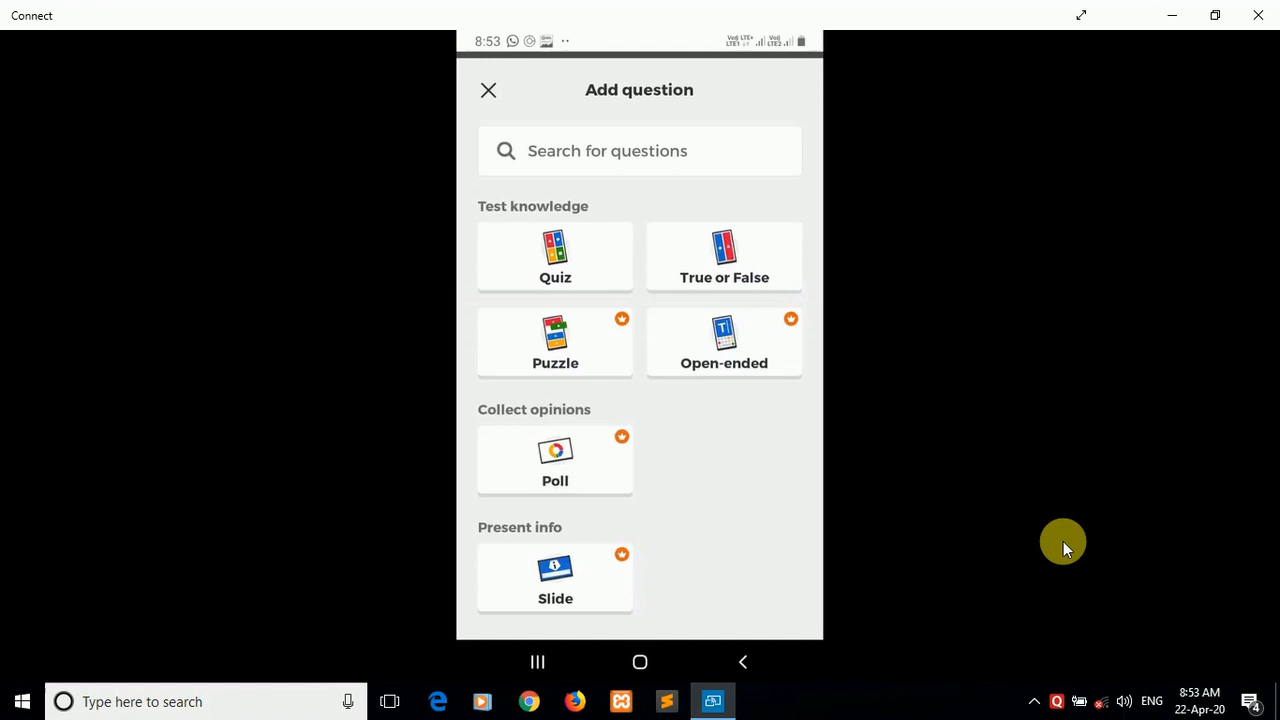 Connect
8:53
Add question
Search for questions
Test knowledge
Quiz
True or False
Puzzle
Open-ended
Collect opinions
Poll
Present info
Slide
Type here to search
ENG
8:53 AM
22-Apr-20
4